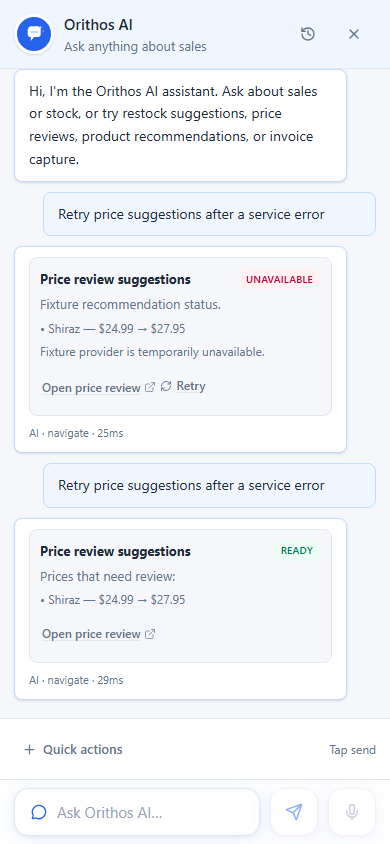 Orithos AI
Ask anything about sales
Hi, I'm the Orithos AI assistant. Ask about sales
or stock, or try restock suggestions, price
reviews, product recommendations, or invoice
capture.
Retry price suggestions after a service error
Price review suggestions UNAVAILABLE
Fixture recommendation status.
• Shiraz — $24.99 → $27.95
Fixture provider is temporarily unavailable.
Open price review Retry
AI · navigate · 25ms
Retry price suggestions after a service error
Price review suggestions READY
Prices that need review:
• Shiraz — $24.99 → $27.95
Open price review
AI · navigate · 29ms
Quick actions Tap send
Ask Orithos AI...